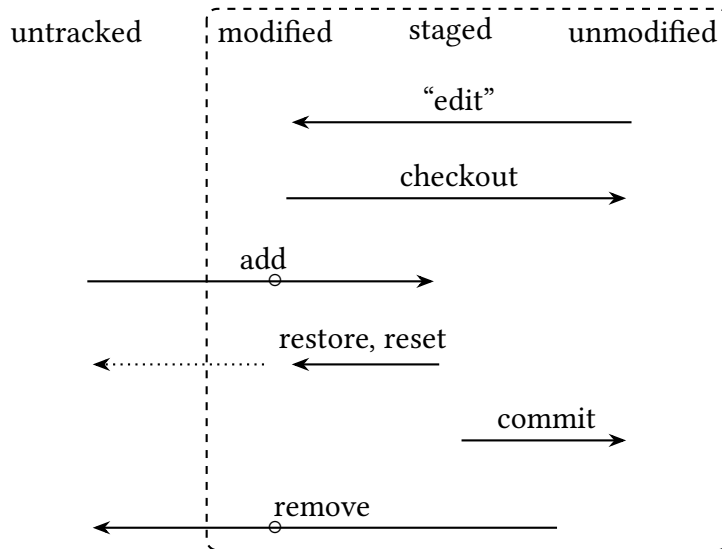 untracked modified staged unmodified
“edit”
checkout
add
restore, reset
commit
remove